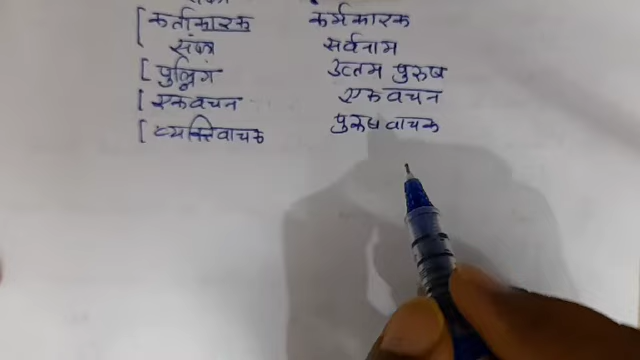 [ कर्ताकारक कर्मकारक
संज्ञा सर्वनाम
[ पुल्लिंग उत्तम पुरुष
[ एकवचन एकवचन
[ व्यक्तिवाचक पुरुषवाचक